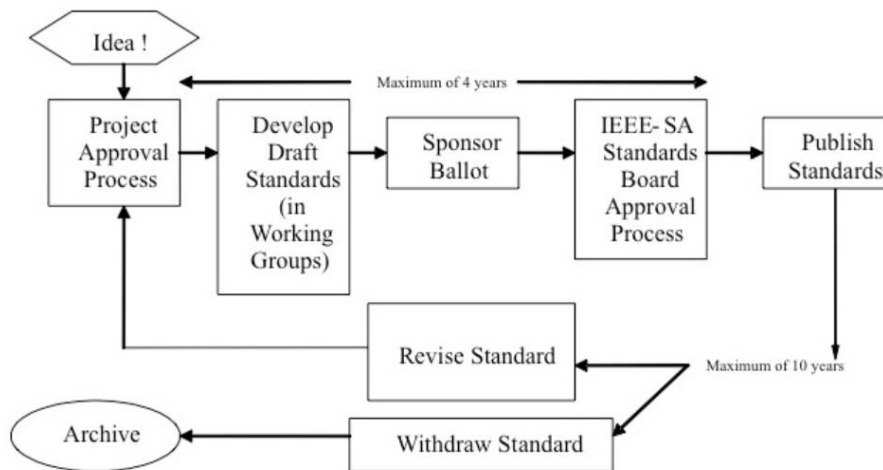 Idea !
Maximum of 4 years
Project
Approval
Process
Develop
Draft
Standards
(in
Working
Groups)
Sponsor
Ballot
IEEE- SA
Standards
Board
Approval
Process
Publish
Standards
Revise Standard
Maximum of 10 years
Archive
Withdraw Standard